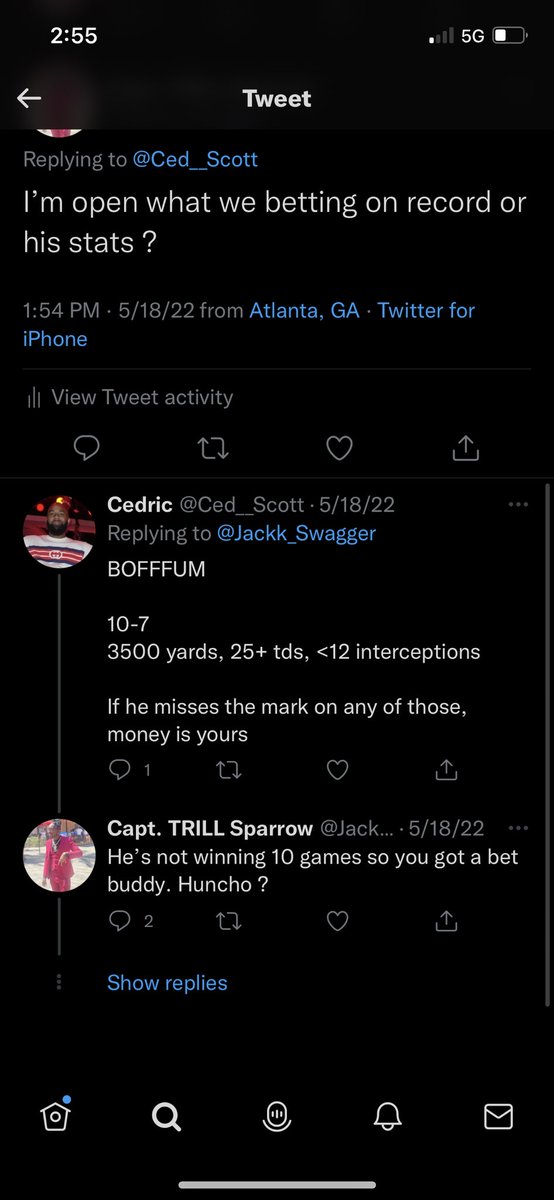 2:55
5G
Tweet
Replying to @Ced__Scott
I’m open what we betting on record or
his stats ?
1:54 PM · 5/18/22 from Atlanta, GA · Twitter for
iPhone
View Tweet activity
Cedric @Ced__Scott · 5/18/22
Replying to @Jackk_Swagger
BOFFFUM
10-7
3500 yards, 25+ tds, <12 interceptions
If he misses the mark on any of those,
money is yours
1
Capt. TRILL Sparrow @Jack... · 5/18/22
He’s not winning 10 games so you got a bet
buddy. Huncho ?
2
Show replies